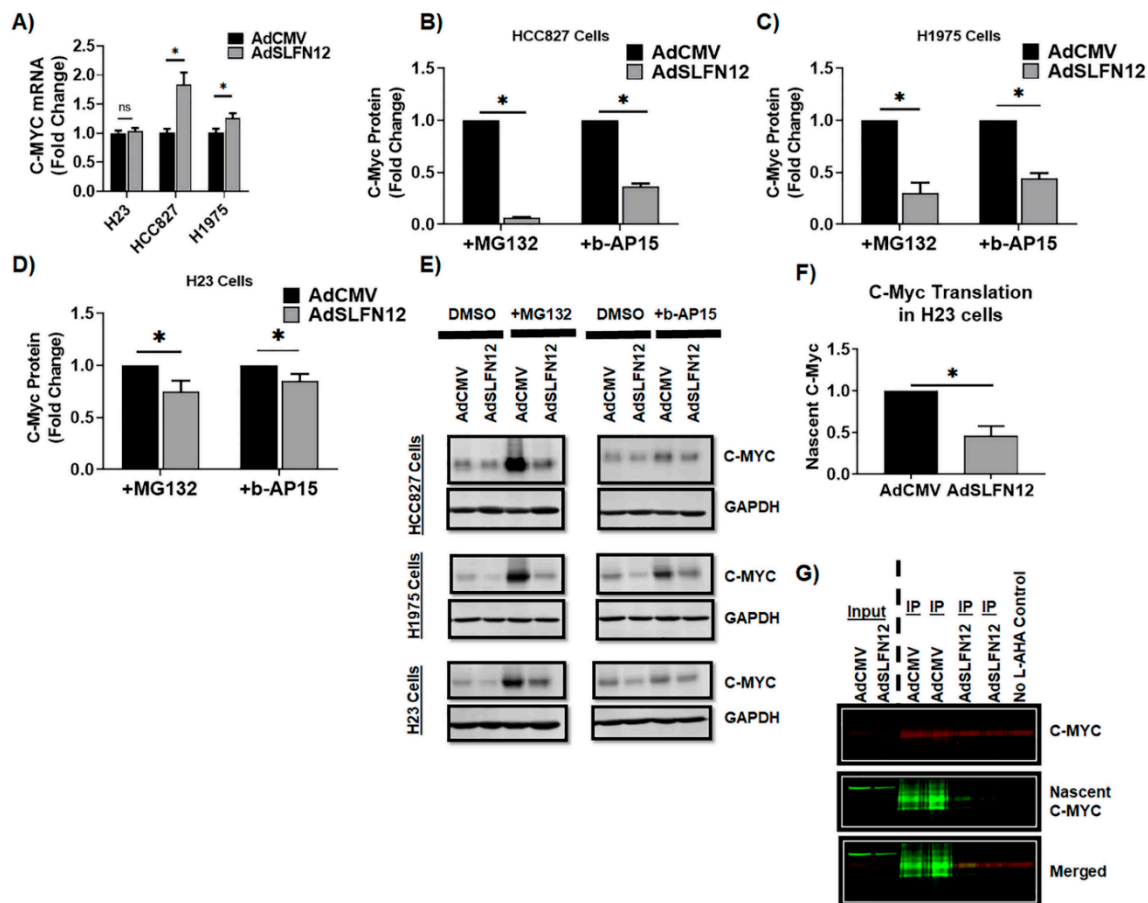 A)
AdCMV
AdSLFN12
C-MYC mRNA
(Fold Change)
2.5
2.0
1.5
1.0
0.5
0.0
ns
*
*
H23
HCC827
H1975
B)
HCC827 Cells
AdCMV
AdSLFN12
C-Myc Protein
(Fold Change)
1.5
1.0
0.5
0.0
*
*
+MG132
+b-AP15
C)
H1975 Cells
AdCMV
AdSLFN12
C-Myc Protein
(Fold Change)
1.5
1.0
0.5
0.0
*
*
+MG132
+b-AP15
D)
H23 Cells
AdCMV
AdSLFN12
C-Myc Protein
(Fold Change)
1.5
1.0
0.5
0.0
*
*
+MG132
+b-AP15
E)
DMSO +MG132 DMSO +b-AP15
AdCMV AdSLFN12 AdCMV AdSLFN12 AdCMV AdSLFN12 AdCMV AdSLFN12
HCC827 Cells
C-MYC
GAPDH
H1975 Cells
C-MYC
GAPDH
H23 Cells
C-MYC
GAPDH
F)
C-Myc Translation
in H23 cells
Nascent C-Myc
1.5
1.0
0.5
0.0
*
AdCMV AdSLFN12
G)
Input IP IP IP IP
AdCMV AdSLFN12 AdCMV AdCMV AdSLFN12 AdSLFN12 No L-AHA Control
C-MYC
Nascent
C-MYC
Merged